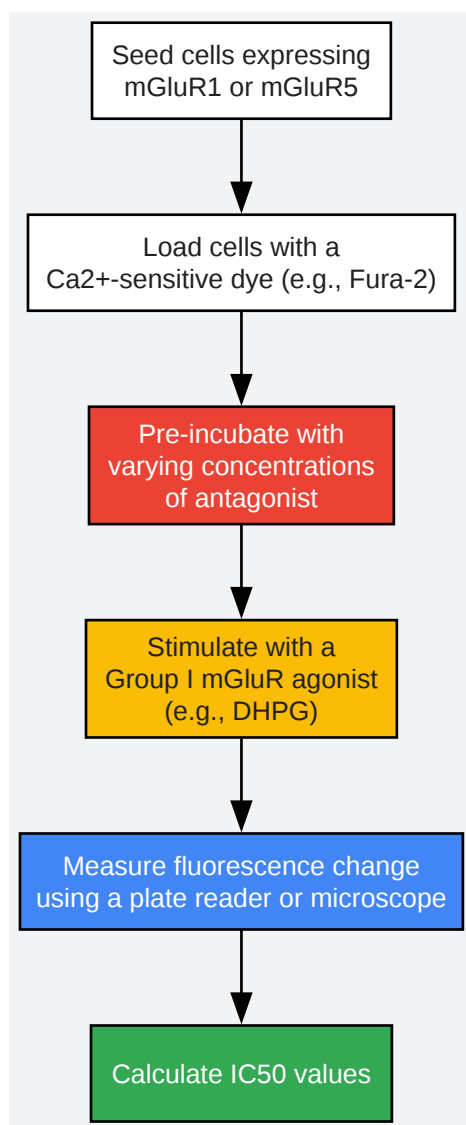 Seed cells expressing
mGluR1 or mGluR5
Load cells with a
Ca2+-sensitive dye (e.g., Fura-2)
Pre-incubate with
varying concentrations
of antagonist
Stimulate with a
Group I mGluR agonist
(e.g., DHPG)
Measure fluorescence change
using a plate reader or microscope
Calculate IC50 values